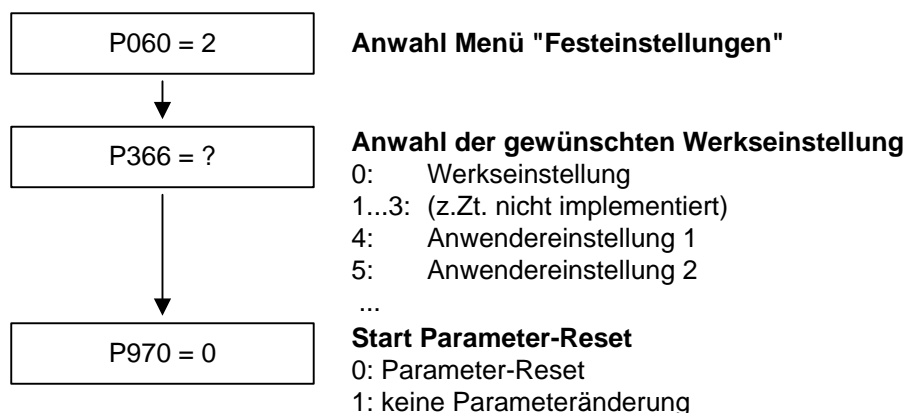 P060 = 2
Anwahl Menü "Festeinstellungen"
P366 = ?
Anwahl der gewünschten Werkseinstellung
0: Werkseinstellung
1...3: (z.Zt. nicht implementiert)
4: Anwendereinstellung 1
5: Anwendereinstellung 2
...
P970 = 0
Start Parameter-Reset
0: Parameter-Reset
1: keine Parameteränderung